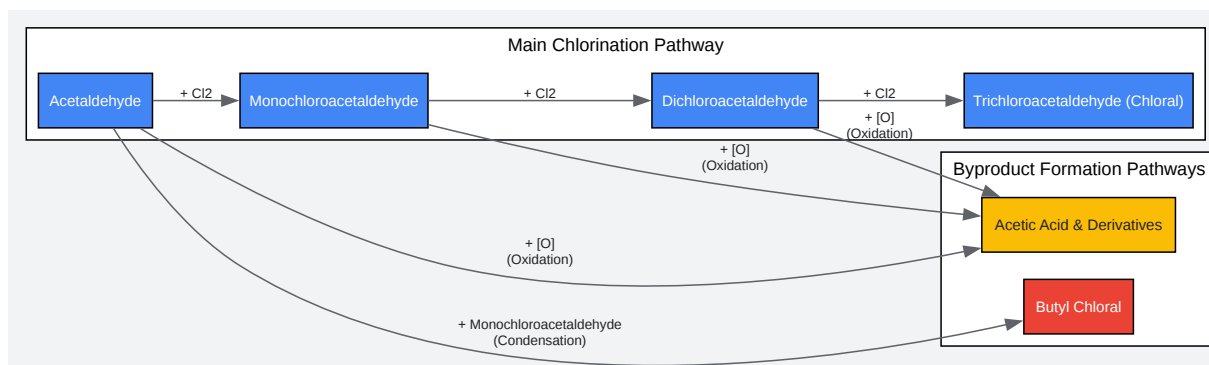 Main Chlorination Pathway
Acetaldehyde
+ Cl2
Monochloroacetaldehyde
+ Cl2
Dichloroacetaldehyde
+ Cl2
Trichloroacetaldehyde (Chloral)
+ [O]
(Oxidation)
+ [O]
(Oxidation)
Byproduct Formation Pathways
Acetic Acid & Derivatives
+ [O]
(Oxidation)
Butyl Chloral
+ Monochloroacetaldehyde
(Condensation)